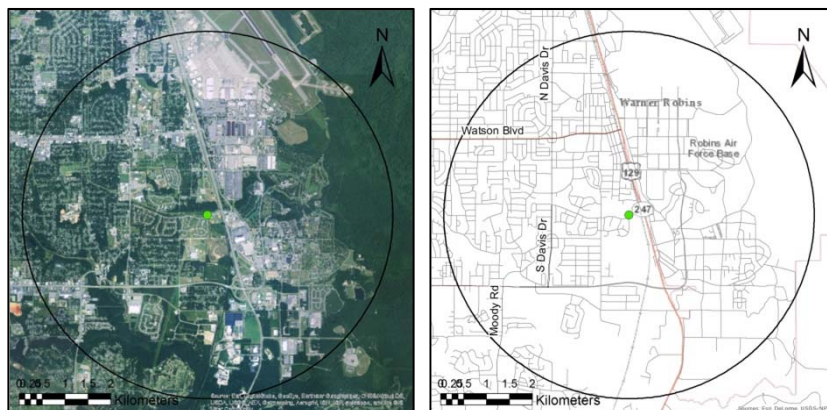 N
0 0.25 0.5 1 1.5 2
Kilometers
N
N Davis Dr
Warner Robins
Watson Blvd
Robins Air
Force Base
129
247
S Davis Dr
Moody Rd
0 0.25 0.5 1 1.5 2
Kilometers